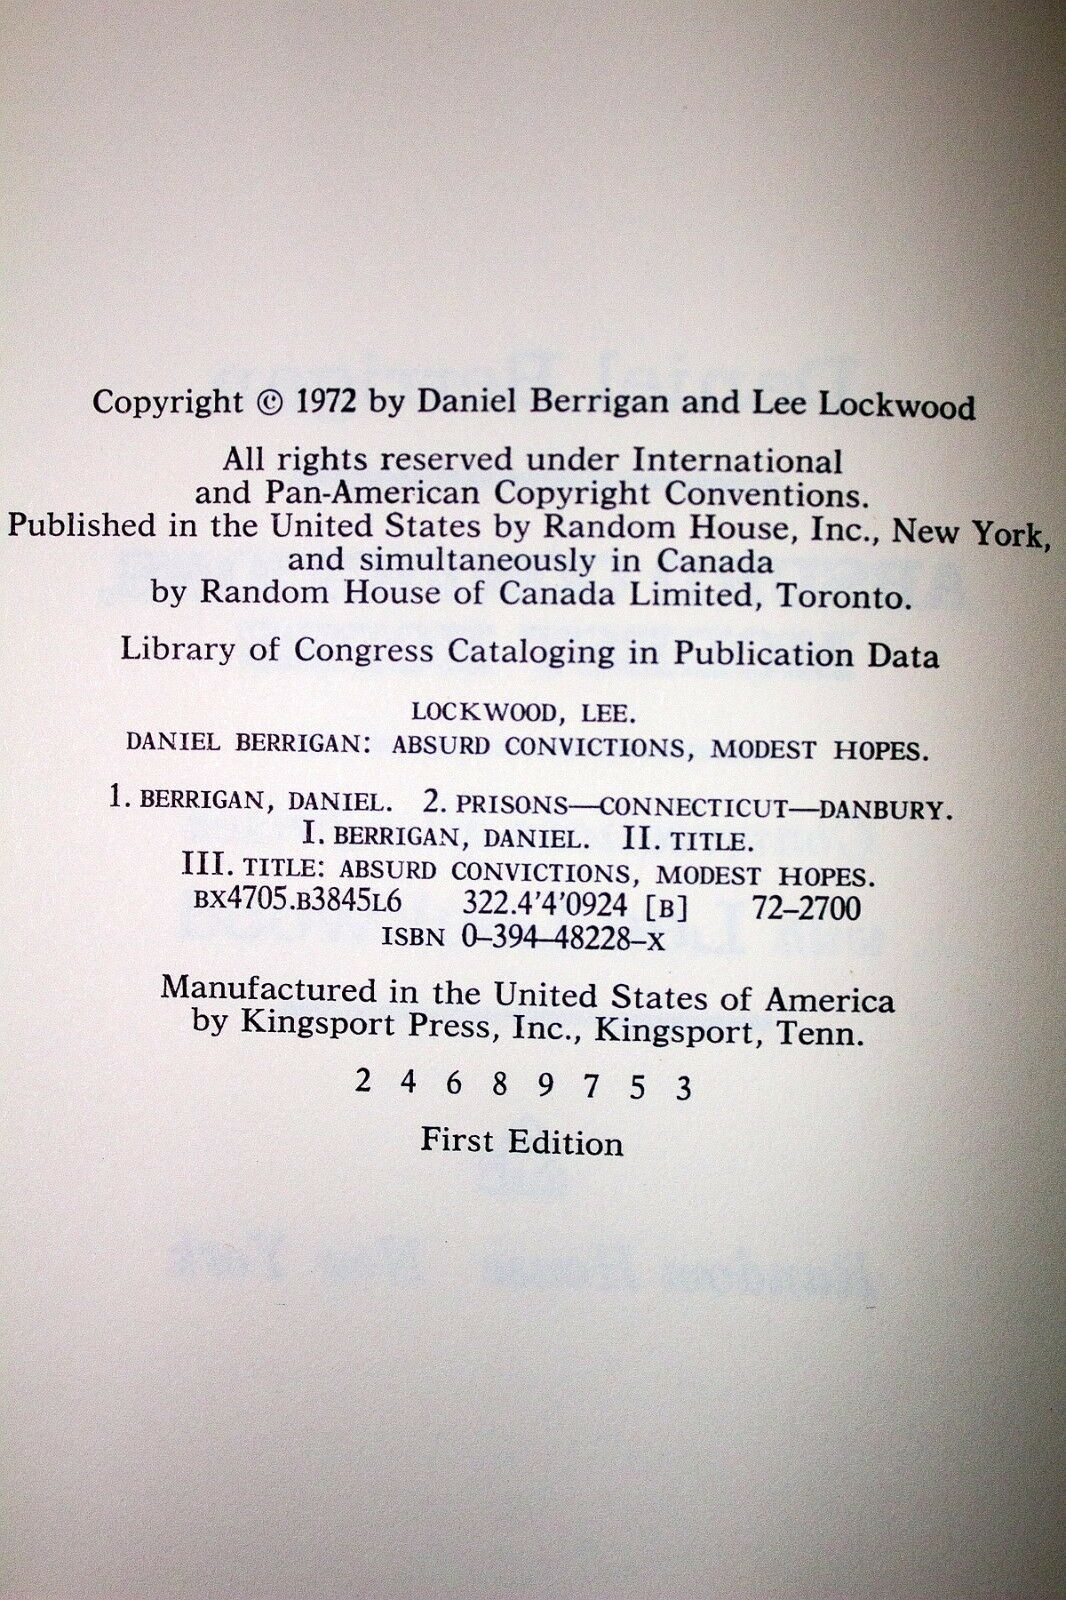 Copyright © 1972 by Daniel Berrigan and Lee Lockwood
All rights reserved under International
and Pan-American Copyright Conventions.
Published in the United States by Random House, Inc., New York,
and simultaneously in Canada
by Random House of Canada Limited, Toronto.
Library of Congress Cataloging in Publication Data
LOCKWOOD, LEE.
DANIEL BERRIGAN: ABSURD CONVICTIONS, MODEST HOPES.
1. BERRIGAN, DANIEL. 2. PRISONS—CONNECTICUT—DANBURY.
I. BERRIGAN, DANIEL. II. TITLE.
III. TITLE: ABSURD CONVICTIONS, MODEST HOPES.
BX4705.B3845L6 322.4'4'0924 [B] 72–2700
ISBN 0–394–48228–X
Manufactured in the United States of America
by Kingsport Press, Inc., Kingsport, Tenn.
2 4 6 8 9 7 5 3
First Edition